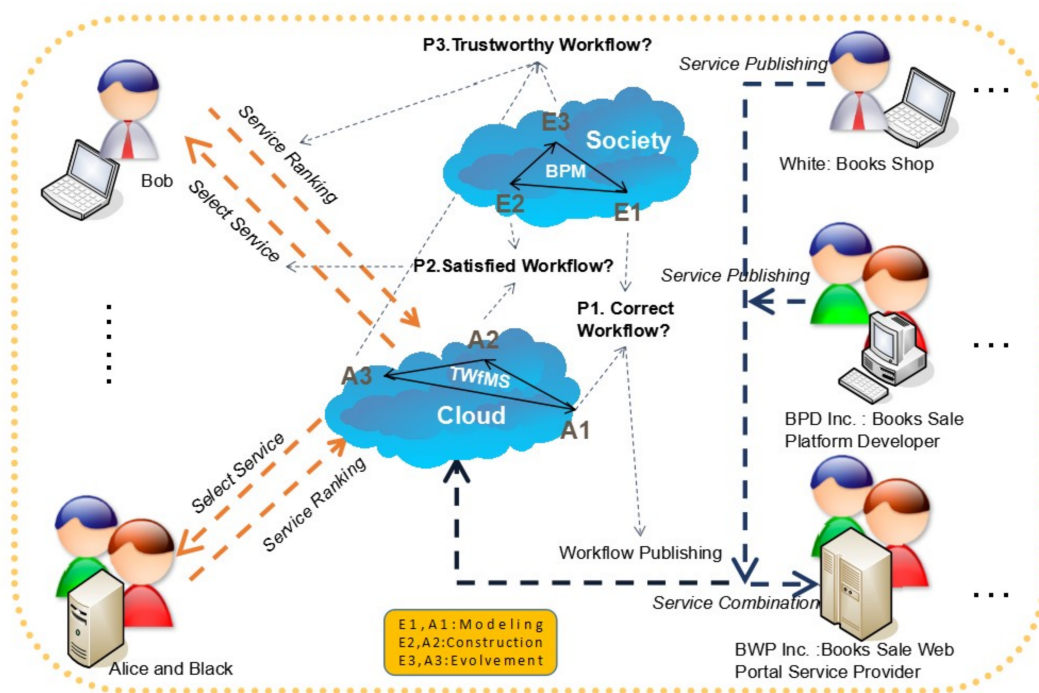 P3.Trustworthy Workflow?
Service Publishing
...
E3
Society
BPM
E2
E1
White: Books Shop
Bob
Service Ranking
Select Service
P2.Satisfied Workflow?
Service Publishing
P1. Correct
Workflow?
...
A2
A3
TWfMS
Cloud
A1
BPD Inc. : Books Sale
Platform Developer
Select Service
Service Ranking
Workflow Publishing
Service Combination
...
E1,A1:Modeling
E2,A2:Construction
E3,A3:Evolvement
Alice and Black
BWP Inc. :Books Sale Web
Portal Service Provider